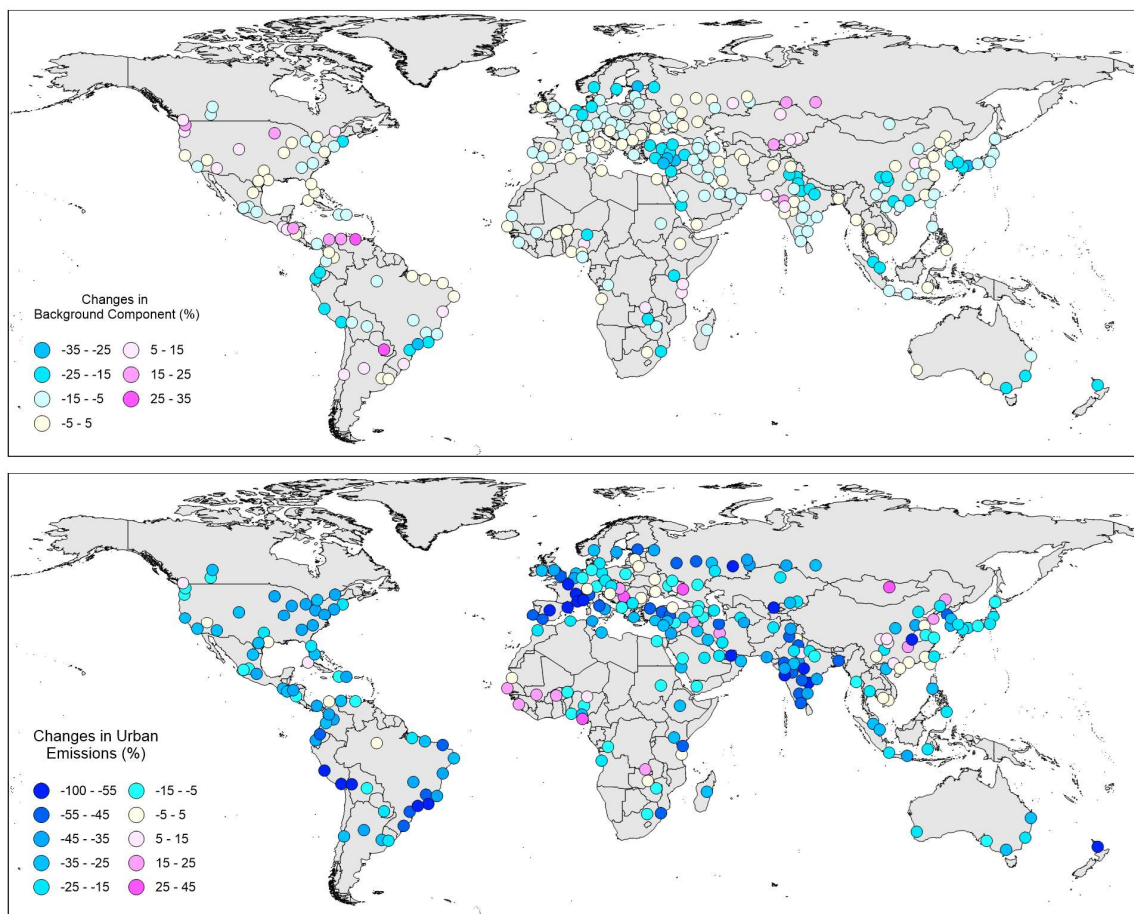 Changes in
Background Component (%)
-35 - -25
5 - 15
-25 - -15
15 - 25
-15 - -5
25 - 35
-5 - 5
Changes in Urban
Emissions (%)
-100 - -55
-15 - -5
-55 - -45
-5 - 5
-45 - -35
5 - 15
-35 - -25
15 - 25
-25 - -15
25 - 45